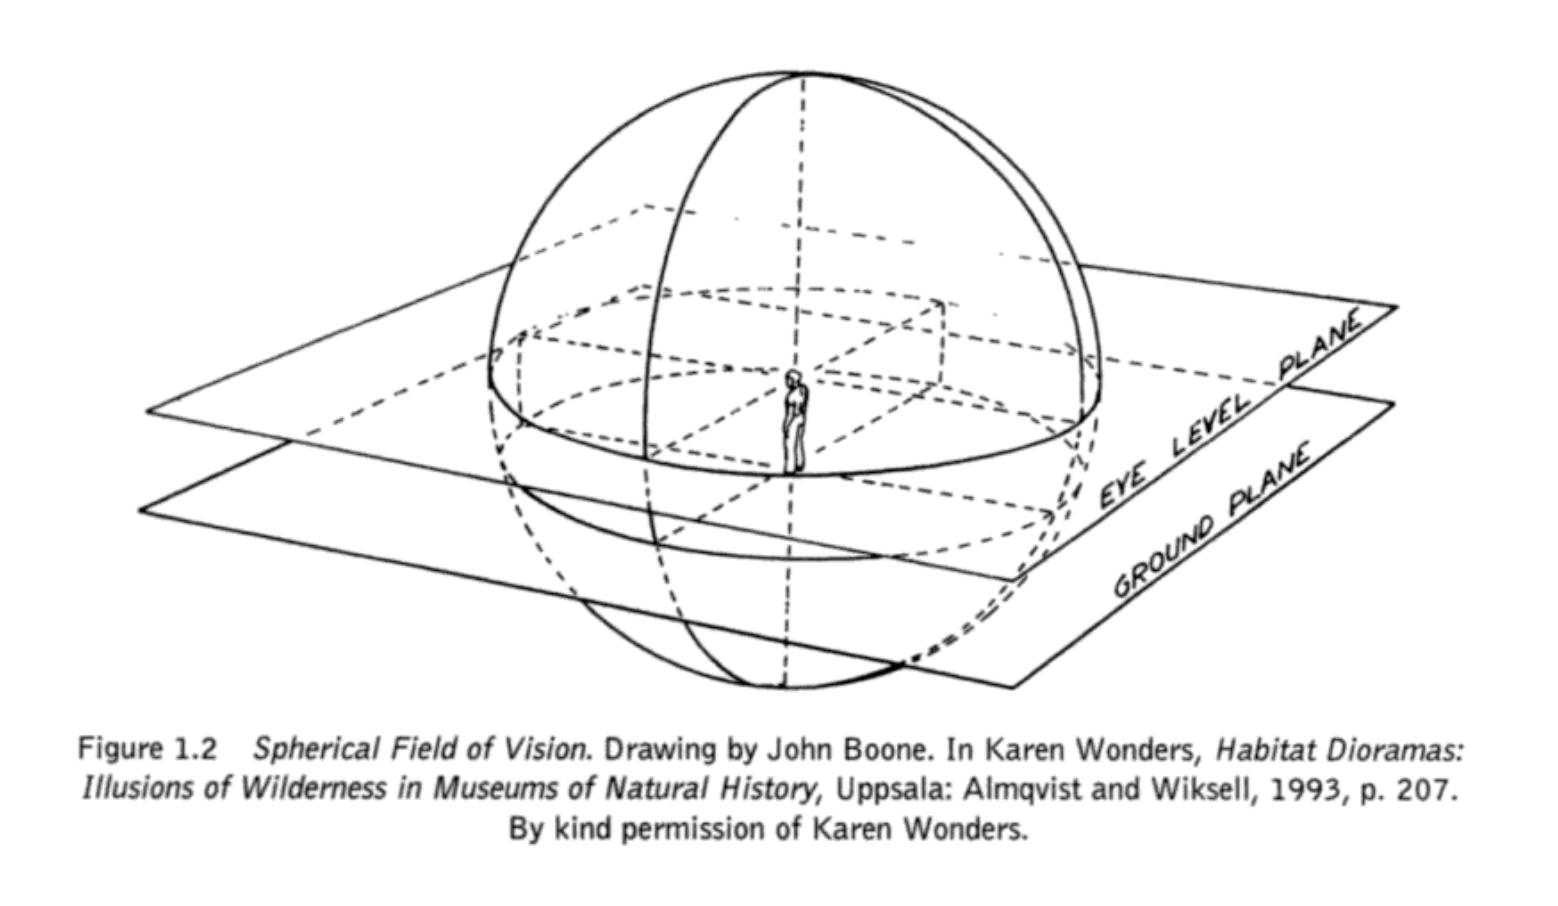 EYE LEVEL PLANE
GROUND PLANE
Figure 1.2 Spherical Field of Vision. Drawing by John Boone. In Karen Wonders, Habitat Dioramas:
Illusions of Wilderness in Museums of Natural History, Uppsala: Almqvist and Wiksell, 1993, p. 207.
By kind permission of Karen Wonders.